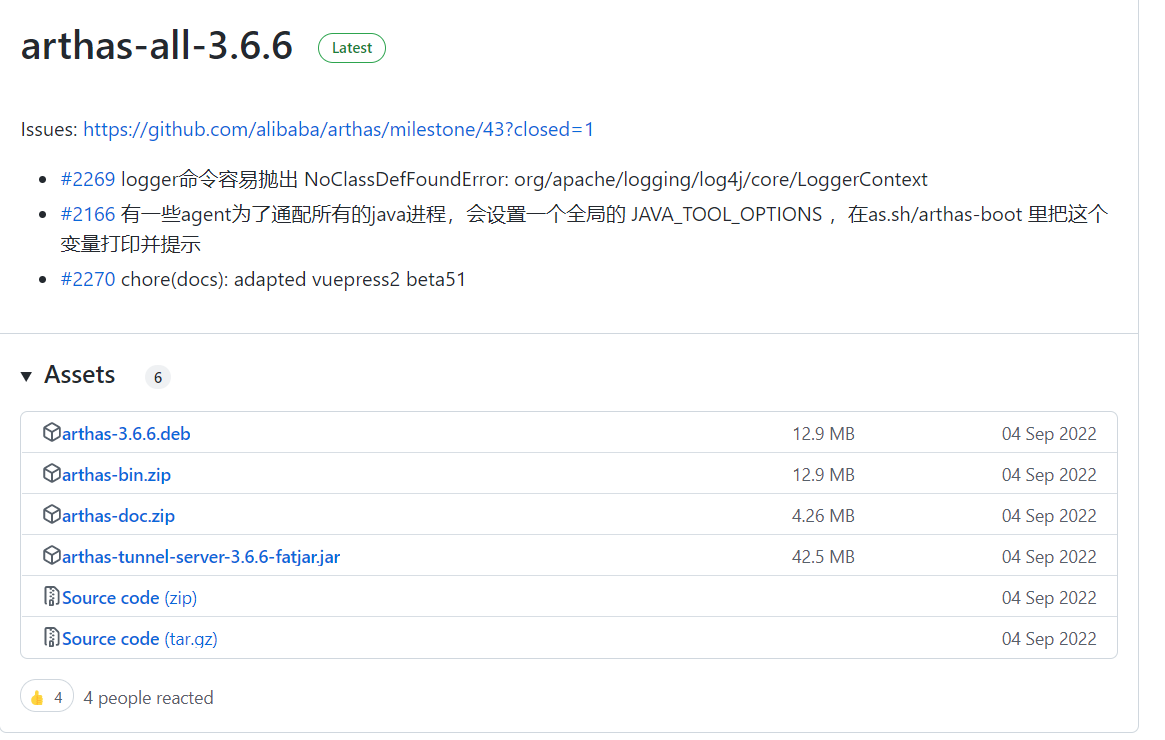 arthas-all-3.6.6 Latest
Issues: https://github.com/alibaba/arthas/milestone/43?closed=1
#2269 logger命令容易抛出 NoClassDefFoundError: org/apache/logging/log4j/core/LoggerContext
#2166 有一些agent为了通配所有的java进程，会设置一个全局的 JAVA_TOOL_OPTIONS ，在as.sh/arthas-boot 里把这个
变量打印并提示
#2270 chore(docs): adapted vuepress2 beta51
Assets 6
arthas-3.6.6.deb 12.9 MB 04 Sep 2022
arthas-bin.zip 12.9 MB 04 Sep 2022
arthas-doc.zip 4.26 MB 04 Sep 2022
arthas-tunnel-server-3.6.6-fatjar.jar 42.5 MB 04 Sep 2022
Source code (zip) 04 Sep 2022
Source code (tar.gz) 04 Sep 2022
4 4 people reacted